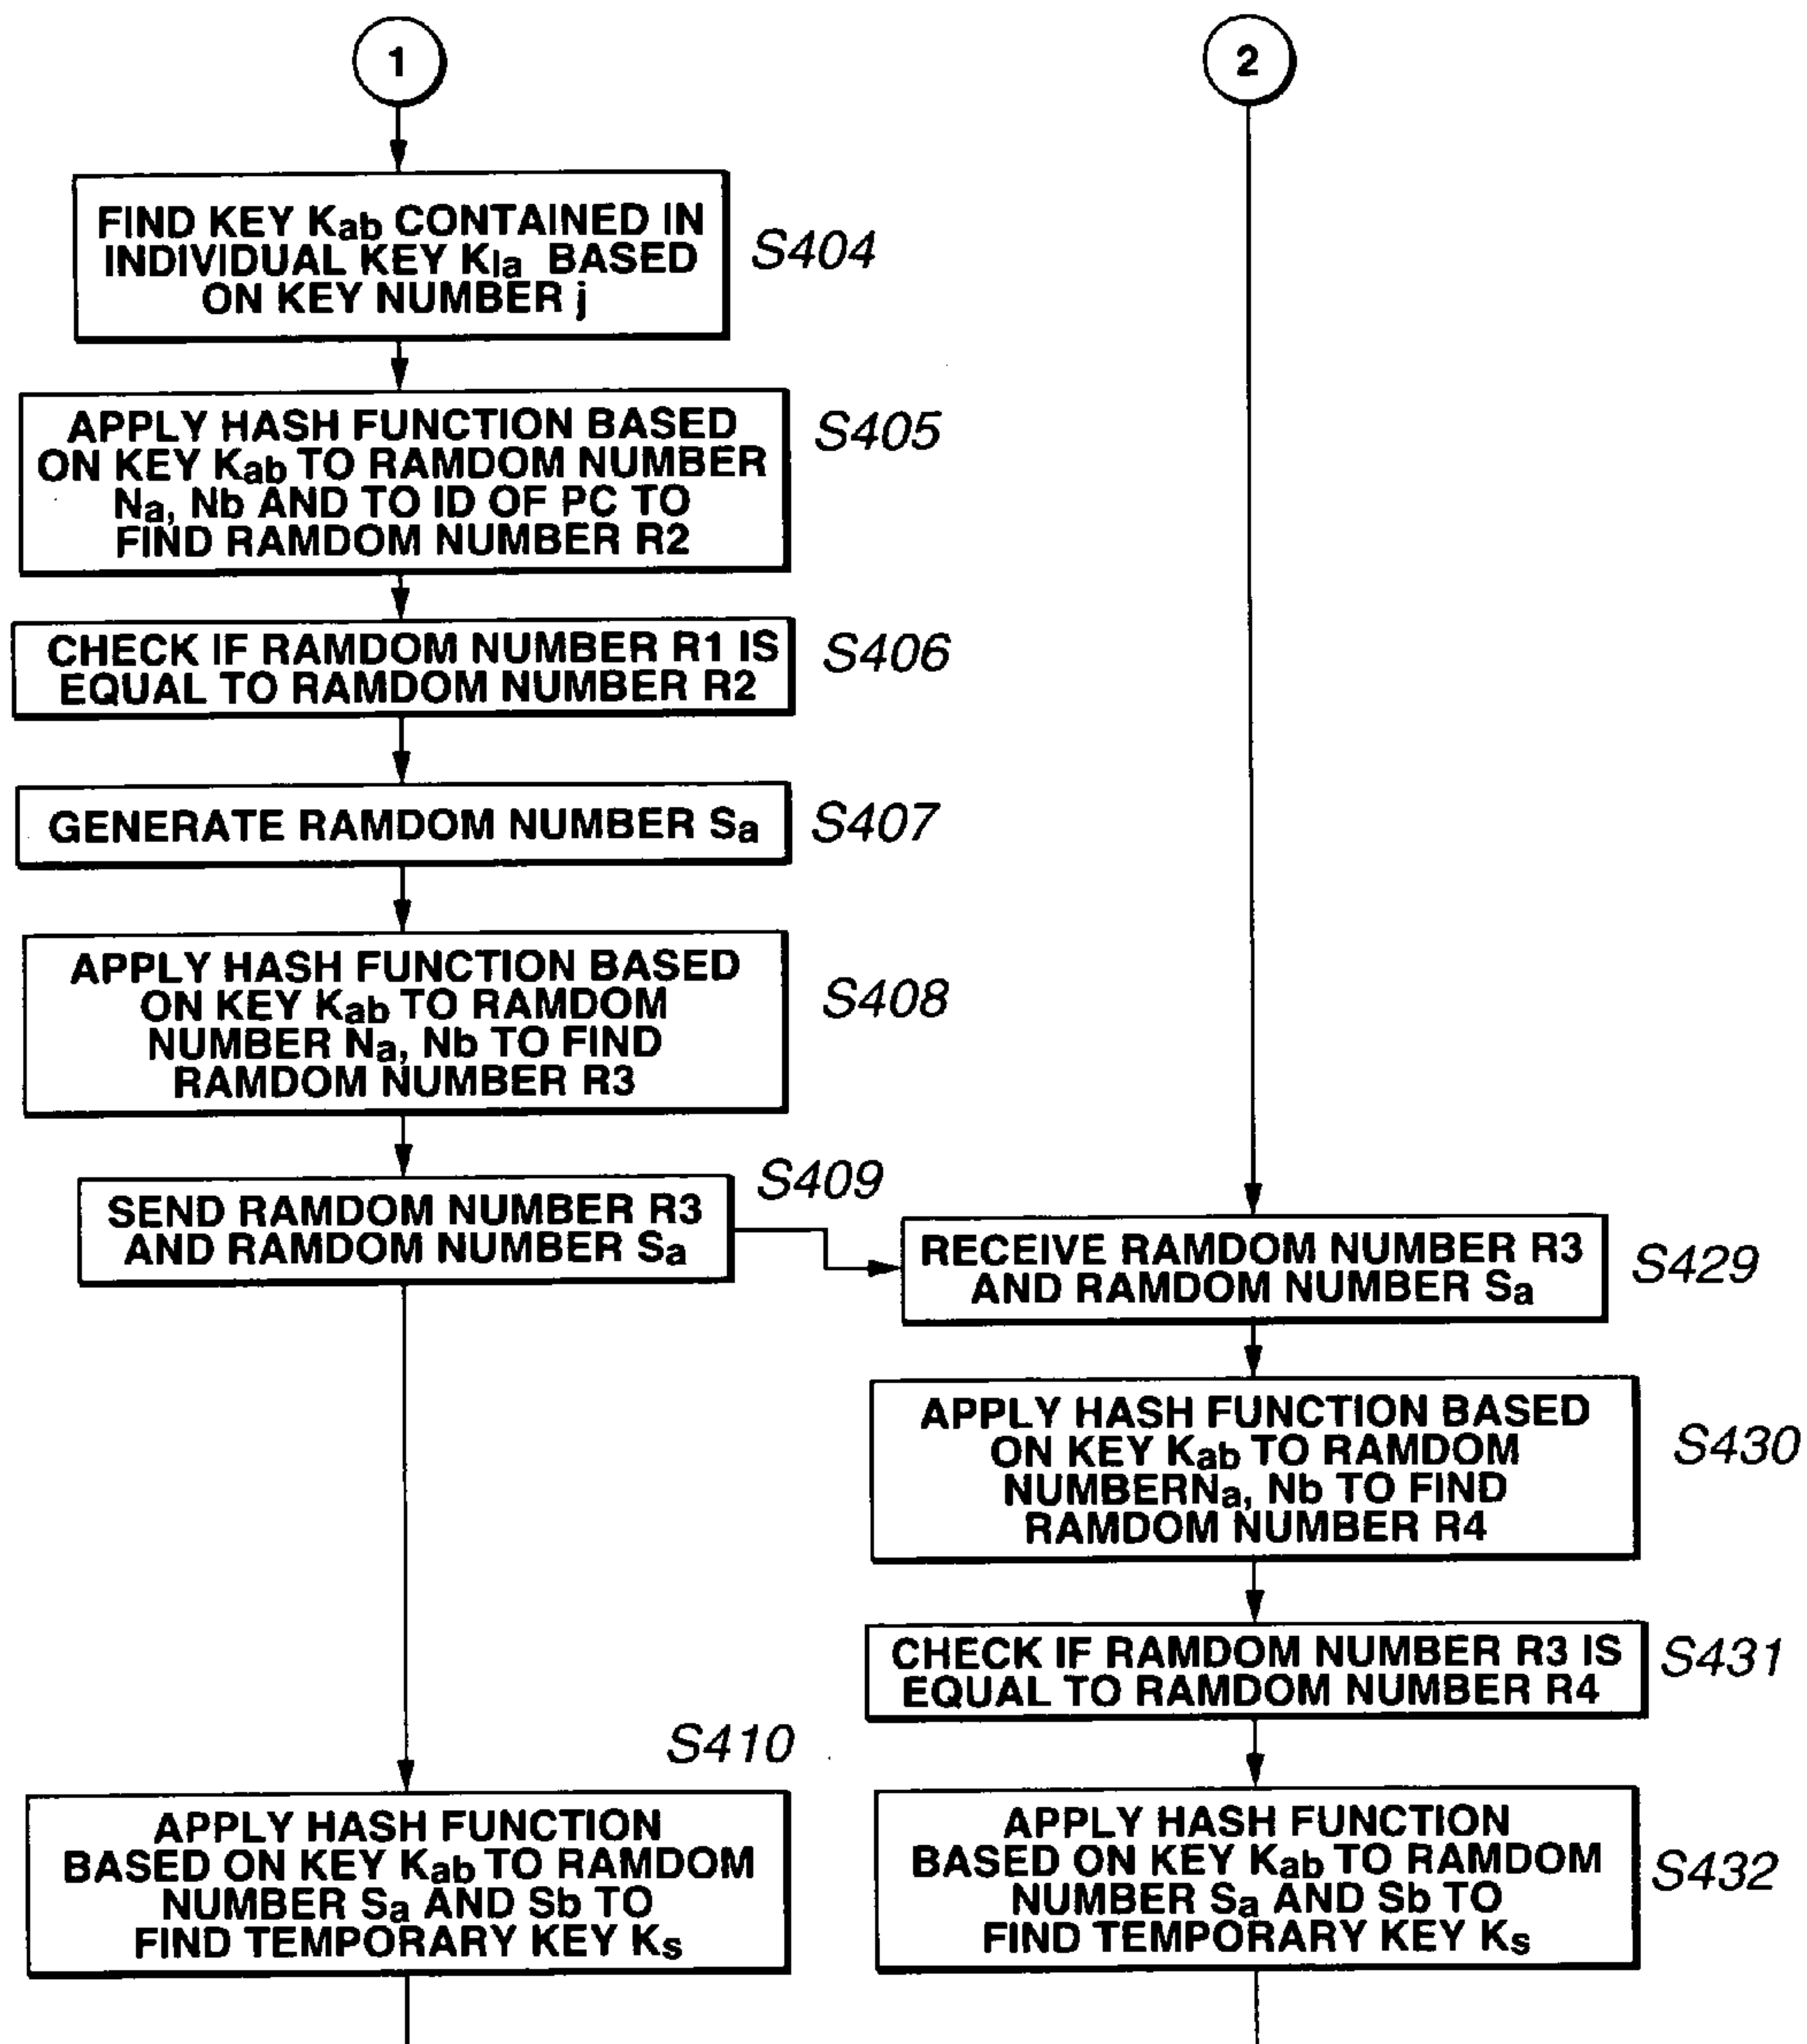 1
2
FIND KEY Kab CONTAINED IN
INDIVIDUAL KEY KIa BASED
ON KEY NUMBER j
S404
APPLY HASH FUNCTION BASED
ON KEY Kab TO RAMDOM NUMBER
Na, Nb AND TO ID OF PC TO
FIND RAMDOM NUMBER R2
S405
CHECK IF RAMDOM NUMBER R1 IS
EQUAL TO RAMDOM NUMBER R2
S406
GENERATE RAMDOM NUMBER Sa
S407
APPLY HASH FUNCTION BASED
ON KEY Kab TO RAMDOM
NUMBER Na, Nb TO FIND
RAMDOM NUMBER R3
S408
SEND RAMDOM NUMBER R3
AND RAMDOM NUMBER Sa
S409
RECEIVE RAMDOM NUMBER R3
AND RAMDOM NUMBER Sa
S429
APPLY HASH FUNCTION BASED
ON KEY Kab TO RAMDOM
NUMBERNa, Nb TO FIND
RAMDOM NUMBER R4
S430
CHECK IF RAMDOM NUMBER R3 IS
EQUAL TO RAMDOM NUMBER R4
S431
S410
APPLY HASH FUNCTION
BASED ON KEY Kab TO RAMDOM
NUMBER Sa AND Sb TO
FIND TEMPORARY KEY Ks
APPLY HASH FUNCTION
BASED ON KEY Kab TO RAMDOM
NUMBER Sa AND Sb TO
FIND TEMPORARY KEY Ks
S432